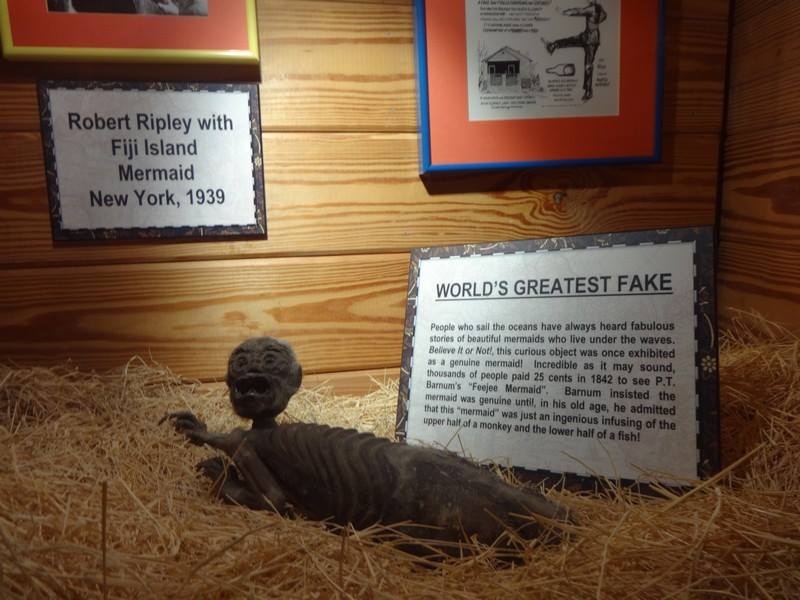 Robert Ripley with
Fiji Island
Mermaid
New York, 1939
WORLD'S GREATEST FAKE
People who sail the oceans have always heard fabulous
stories of beautiful mermaids who live under the waves.
Believe It or Not!, this curious object was once exhibited
as a genuine mermaid! Incredible as it may sound,
thousands of people paid 25 cents in 1842 to see P.T.
Barnum's "Feejee Mermaid". Barnum insisted the
mermaid was genuine until, in his old age, he admitted
that this "mermaid" was just an ingenious infusing of the
upper half of a monkey and the lower half of a fish!